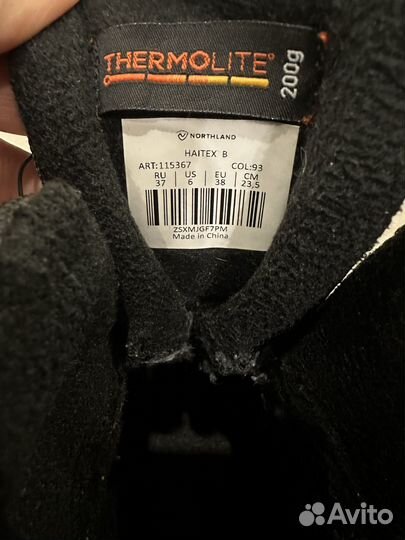 THERMOLITE®
200g
NORTHLAND
HAITEX B
ART:115367 COL:93
RU US EU CM
37 6 38 23,5
ZSXMJGF7PM
Made in China
Avito